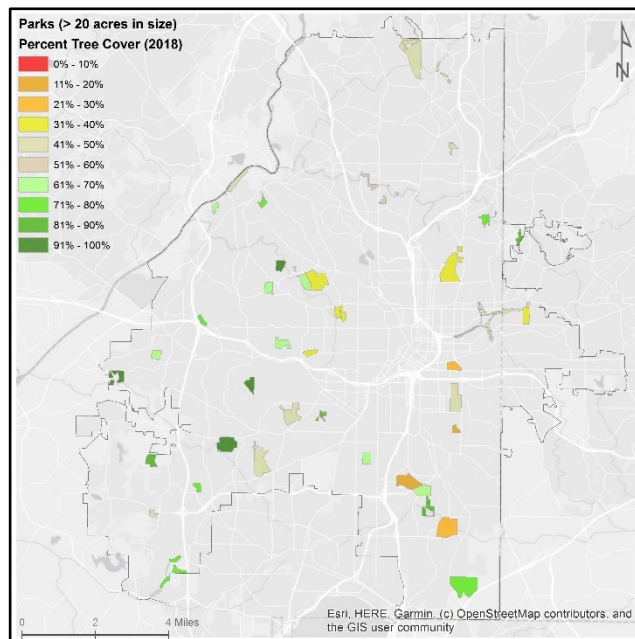 Parks (> 20 acres in size)
Percent Tree Cover (2018)
0% - 10%
11% - 20%
21% - 30%
31% - 40%
41% - 50%
51% - 60%
61% - 70%
71% - 80%
81% - 90%
91% - 100%
N
0 2 4 Miles
Esri, HERE, Garmin, (c) OpenStreetMap contributors, and
the GIS user community